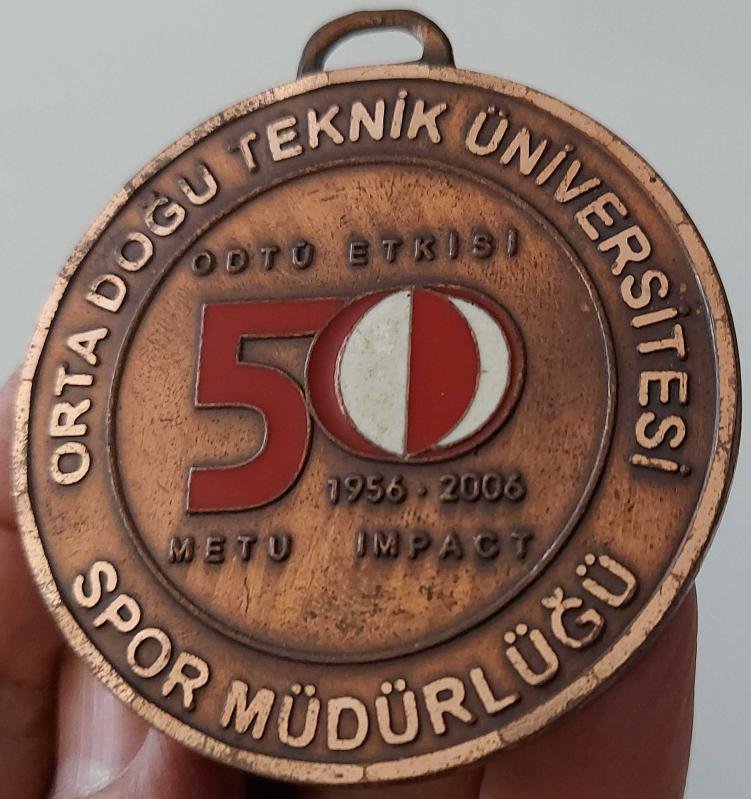 ORTA DOĞU TEKNİK ÜNİVERSİTESİ
ODTÜ ETKİSİ
50
1956 - 2006
METU IMPACT
SPOR MÜDÜRLÜĞÜ